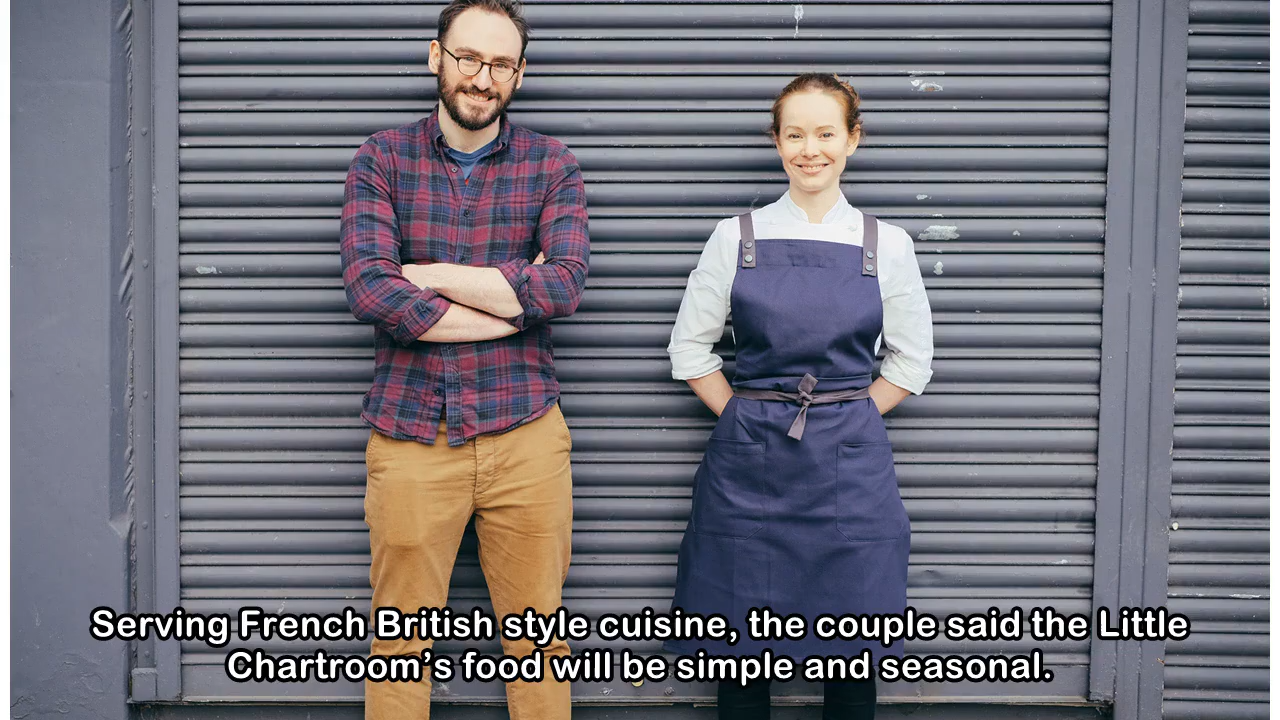 Serving French British style cuisine, the couple said the Little
Chartroom’s food will be simple and seasonal.